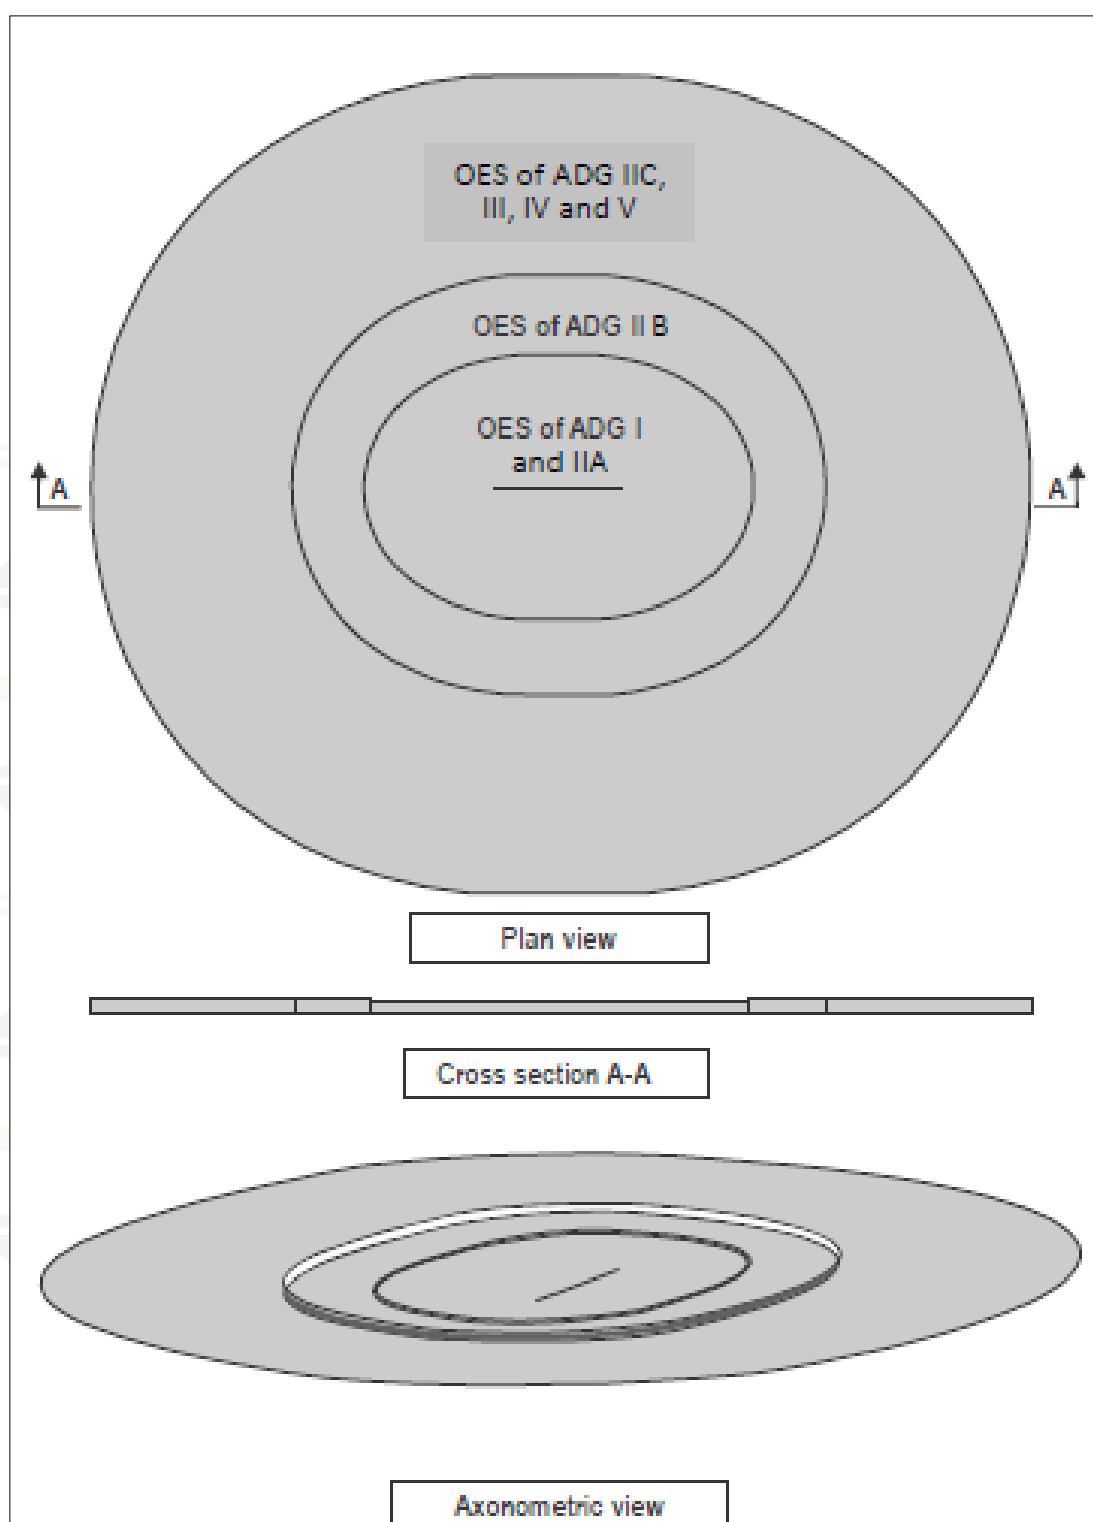 OES of ADG IIC,
III, IV and V
OES of ADG II B
OES of ADG I
and IIA
A
A
Plan view
Cross section A-A
Axonometric view